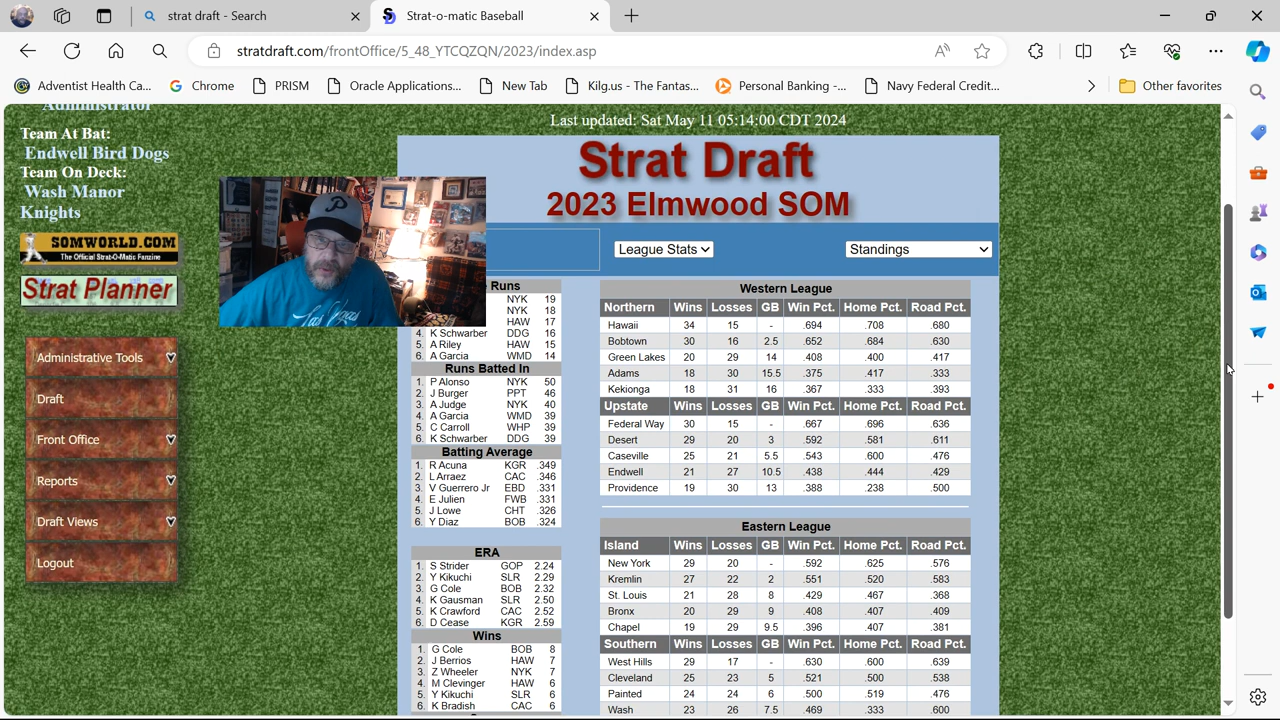 strat draft - Search
Strat-o-matic Baseball
stratdraft.com/frontOffice/5_48_YTCQZQN/2023/index.asp
Adventist Health Ca...
Chrome
PRISM
Oracle Applications...
New Tab
Kilg.us - The Fantas...
Personal Banking -...
Navy Federal Credit...
Other favorites
Administrator
Team At Bat:
Endwell Bird Dogs
Team On Deck:
Wash Manor
Knights
SOMWORLD.COM
The Official Strat-O-Matic Fanzine
Strat Planner
Administrative Tools
Draft
Front Office
Reports
Draft Views
Logout
Last updated: Sat May 11 05:14:00 CDT 2024
Strat Draft
2023 Elmwood SOM
League Stats
Standings
Runs
NYK 19
NYK 18
HAW 17
4. K Schwarber DDG 16
5. A Riley HAW 15
6. A Garcia WMD 14
Runs Batted In
1. P Alonso NYK 50
2. J Burger PPT 46
3. A Judge NYK 40
4. A Garcia WMD 39
5. C Carroll WHP 39
6. K Schwarber DDG 39
Batting Average
1. R Acuna KGR .349
2. L Arraez CAC .346
3. V Guerrero Jr EBD .331
4. E Julien FWB .331
5. J Lowe CHT .326
6. Y Diaz BOB .324
ERA
1. S Strider GOP 2.24
2. Y Kikuchi SLR 2.29
3. G Cole BOB 2.32
4. K Gausman SLR 2.50
5. K Crawford CAC 2.52
6. D Cease KGR 2.59
Wins
1. G Cole BOB 8
2. J Berrios HAW 7
3. Z Wheeler NYK 7
4. M Clevinger HAW 6
5. Y Kikuchi SLR 6
6. K Bradish CAC 6
Western League
Northern Wins Losses GB Win Pct. Home Pct. Road Pct.
Hawaii 34 15 - .694 .708 .680
Bobtown 30 16 2.5 .652 .684 .630
Green Lakes 20 29 14 .408 .400 .417
Adams 18 30 15.5 .375 .417 .333
Kekionga 18 31 16 .367 .333 .393
Upstate Wins Losses GB Win Pct. Home Pct. Road Pct.
Federal Way 30 15 - .667 .696 .636
Desert 29 20 3 .592 .581 .611
Caseville 25 21 5.5 .543 .600 .476
Endwell 21 27 10.5 .438 .444 .429
Providence 19 30 13 .388 .238 .500
Eastern League
Island Wins Losses GB Win Pct. Home Pct. Road Pct.
New York 29 20 - .592 .625 .576
Kremlin 27 22 2 .551 .520 .583
St. Louis 21 28 8 .429 .467 .368
Bronx 20 29 9 .408 .407 .409
Chapel 19 29 9.5 .396 .407 .381
Southern Wins Losses GB Win Pct. Home Pct. Road Pct.
West Hills 29 17 - .630 .600 .639
Cleveland 25 23 5 .521 .500 .538
Painted 24 24 6 .500 .519 .476
Wash 23 26 7.5 .469 .333 .600